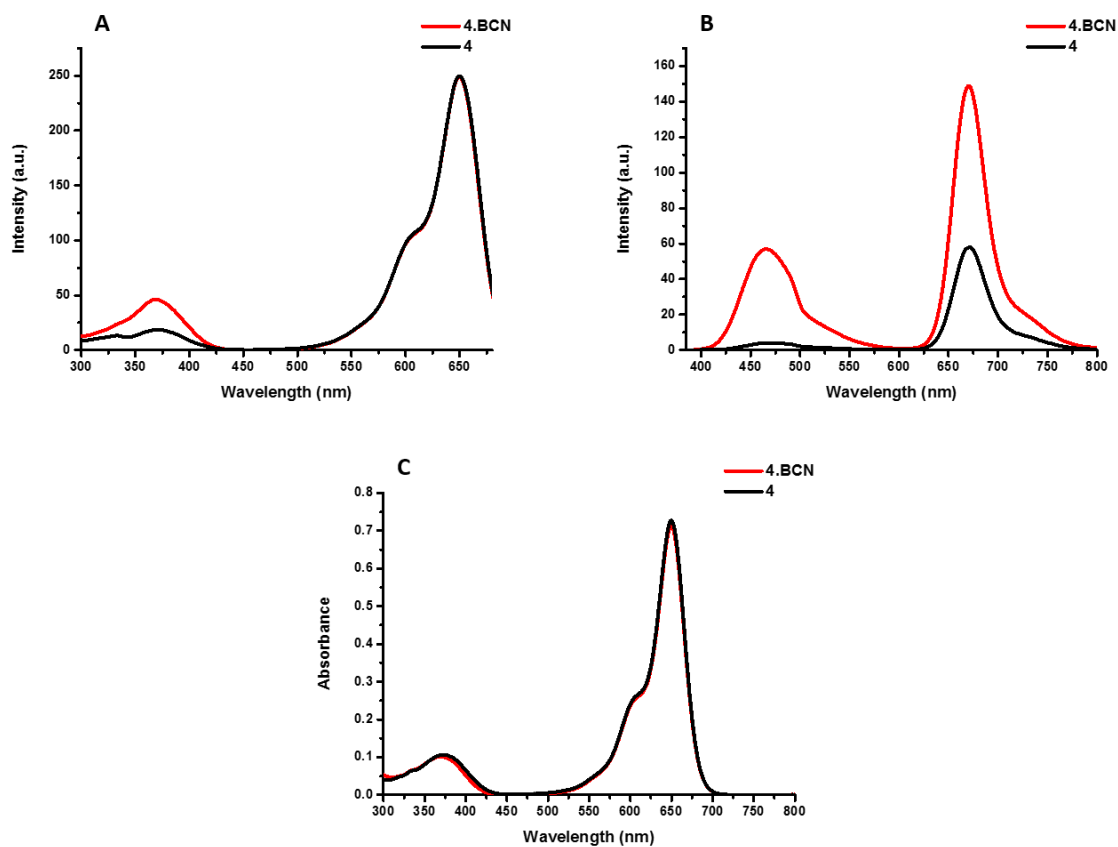 A
4.BCN
4
250
200
150
100
50
0
Intensity (a.u.)
300 350 400 450 500 550 600 650
Wavelength (nm)
B
4.BCN
4
160
140
120
100
80
60
40
20
0
Intensity (a.u.)
400 450 500 550 600 650 700 750 800
Wavelength (nm)
C
4.BCN
4
0.8
0.7
0.6
0.5
0.4
0.3
0.2
0.1
0.0
Absorbance
300 350 400 450 500 550 600 650 700 750 800
Wavelength (nm)